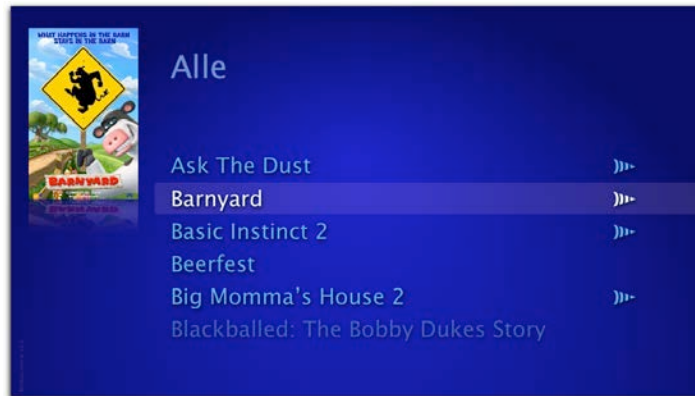 WHAT HAPPENS IN THE BARN
STAYS IN THE BARN
BARNYARD
Alle
Ask The Dust
Barnyard
Basic Instinct 2
Beerfest
Big Momma's House 2
Blackballed: The Bobby Dukes Story